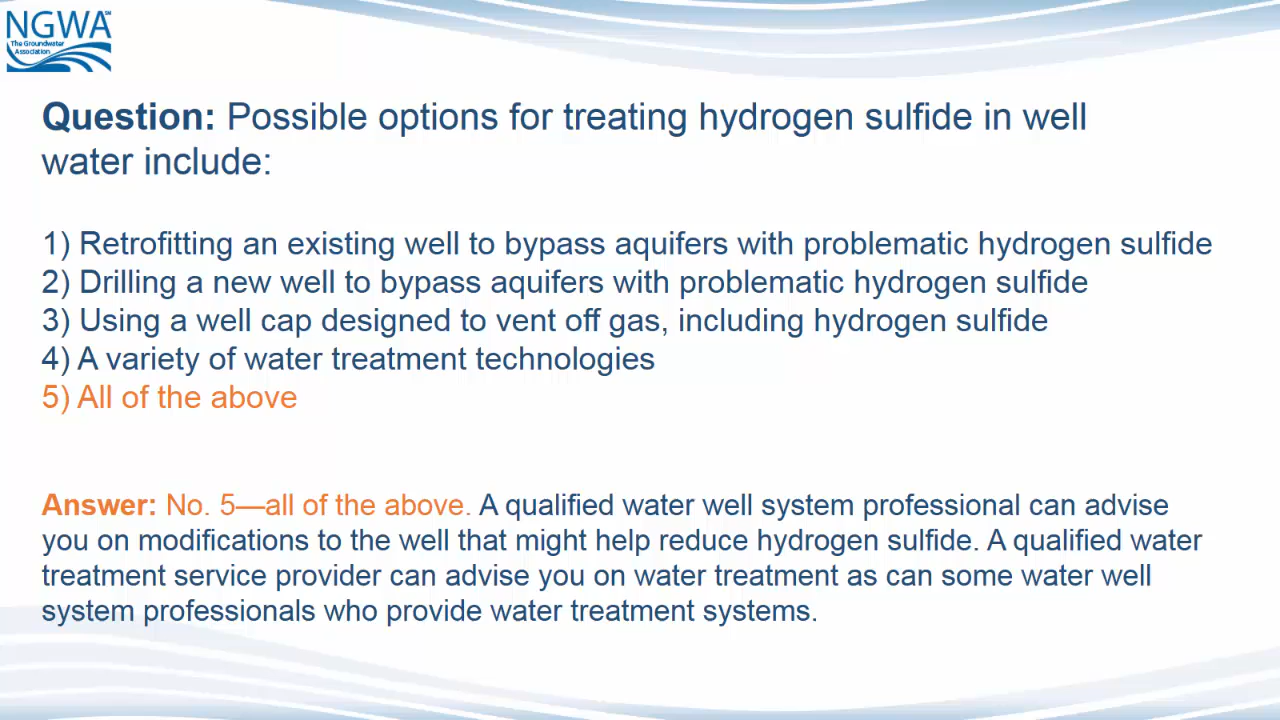 NGWA℠
The Groundwater
Association
Question: Possible options for treating hydrogen sulfide in well
water include:
1) Retrofitting an existing well to bypass aquifers with problematic hydrogen sulfide
2) Drilling a new well to bypass aquifers with problematic hydrogen sulfide
3) Using a well cap designed to vent off gas, including hydrogen sulfide
4) A variety of water treatment technologies
5) All of the above
Answer: No. 5—all of the above. A qualified water well system professional can advise
you on modifications to the well that might help reduce hydrogen sulfide. A qualified water
treatment service provider can advise you on water treatment as can some water well
system professionals who provide water treatment systems.